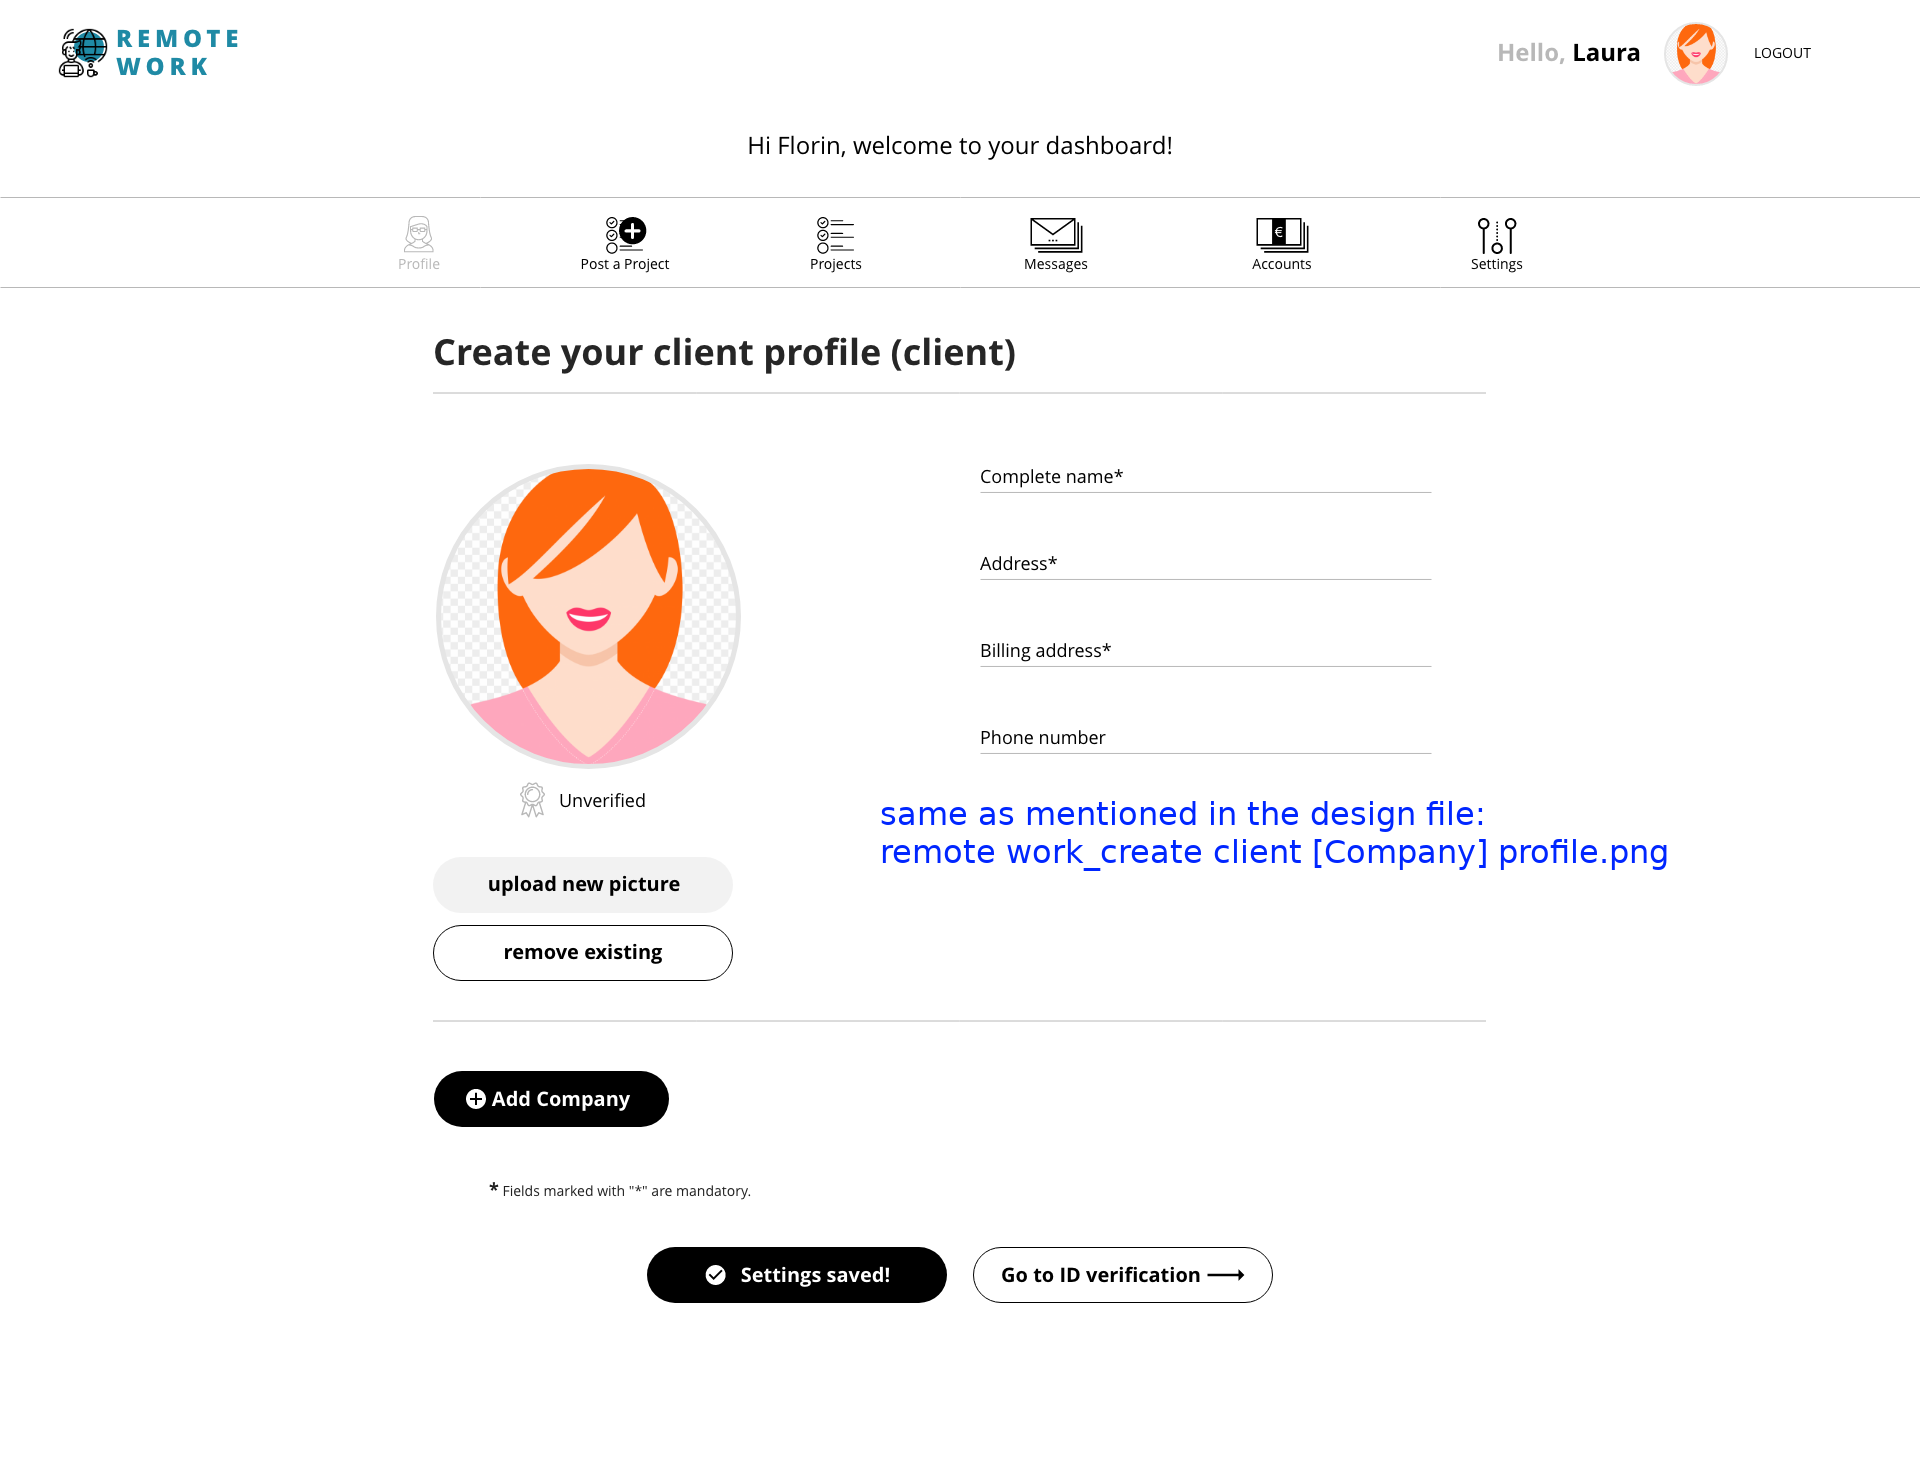 REMOTE
WORK
Hello, Laura
LOGOUT
Hi Florin, welcome to your dashboard!
Profile
Post a Project
Projects
Messages
€
Accounts
Settings
Create your client profile (client)
Complete name*
Address*
Billing address*
Phone number
Unverified
same as mentioned in the design file:
remote work_create client [Company] profile.png
upload new picture
remove existing
Add Company
* Fields marked with "*" are mandatory.
Settings saved!
Go to ID verification